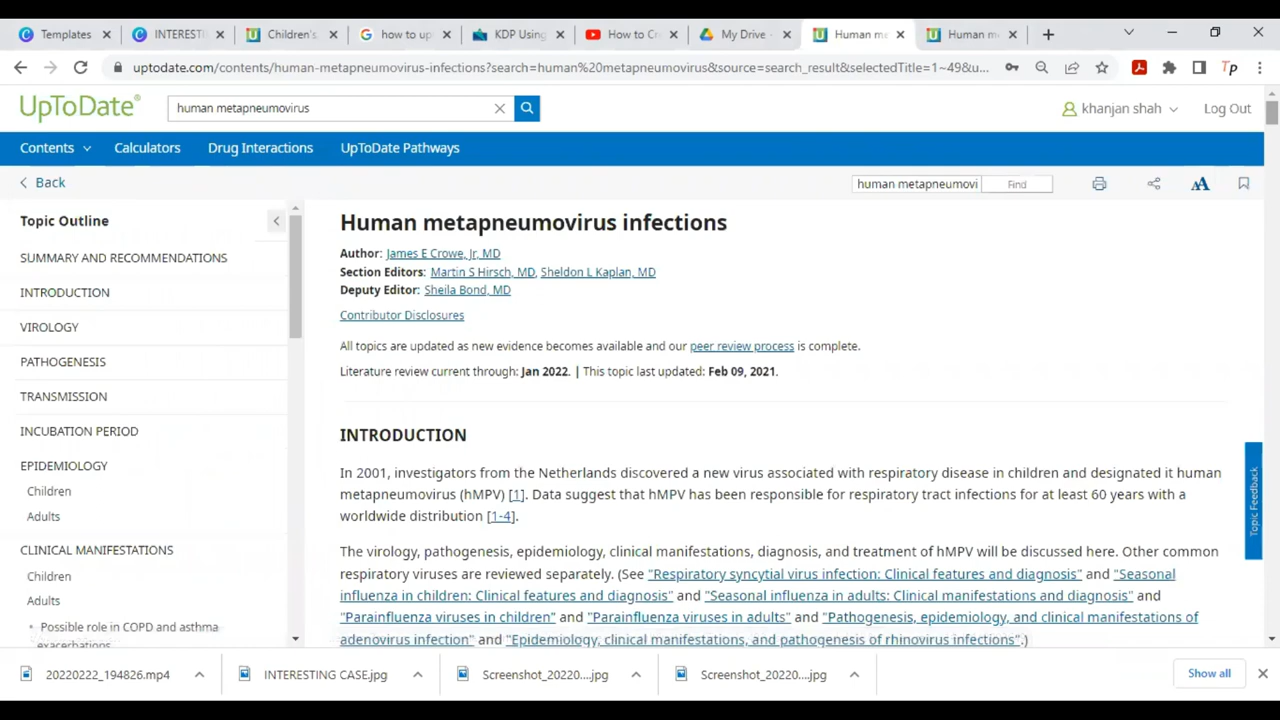 Templates
INTERESTI
Children's
how to up
KDP Using
How to Cr
My Drive -
Human me
Human m
uptodate.com/contents/human-metapneumovirus-infections?search=human%20metapneumovirus&source=search_result&selectedTitle=1~49&u...
UpToDate®
human metapneumovirus
khanjan shah
Log Out
Contents
Calculators
Drug Interactions
UpToDate Pathways
Back
human metapneumovi
Find
Topic Outline
SUMMARY AND RECOMMENDATIONS
INTRODUCTION
VIROLOGY
PATHOGENESIS
TRANSMISSION
INCUBATION PERIOD
EPIDEMIOLOGY
Children
Adults
CLINICAL MANIFESTATIONS
Children
Adults
• Possible role in COPD and asthma
exacerbations
Human metapneumovirus infections
Author: James E Crowe, Jr, MD
Section Editors: Martin S Hirsch, MD, Sheldon L Kaplan, MD
Deputy Editor: Sheila Bond, MD
Contributor Disclosures
All topics are updated as new evidence becomes available and our peer review process is complete.
Literature review current through: Jan 2022. | This topic last updated: Feb 09, 2021.
INTRODUCTION
In 2001, investigators from the Netherlands discovered a new virus associated with respiratory disease in children and designated it human
metapneumovirus (hMPV) [1]. Data suggest that hMPV has been responsible for respiratory tract infections for at least 60 years with a
worldwide distribution [1-4].
The virology, pathogenesis, epidemiology, clinical manifestations, diagnosis, and treatment of hMPV will be discussed here. Other common
respiratory viruses are reviewed separately. (See "Respiratory syncytial virus infection: Clinical features and diagnosis" and "Seasonal
influenza in children: Clinical features and diagnosis" and "Seasonal influenza in adults: Clinical manifestations and diagnosis" and
"Parainfluenza viruses in children" and "Parainfluenza viruses in adults" and "Pathogenesis, epidemiology, and clinical manifestations of
adenovirus infection" and "Epidemiology, clinical manifestations, and pathogenesis of rhinovirus infections".)
Topic Feedback
20220222_194826.mp4
INTERESTING CASE.jpg
Screenshot_20220....jpg
Screenshot_20220....jpg
Show all